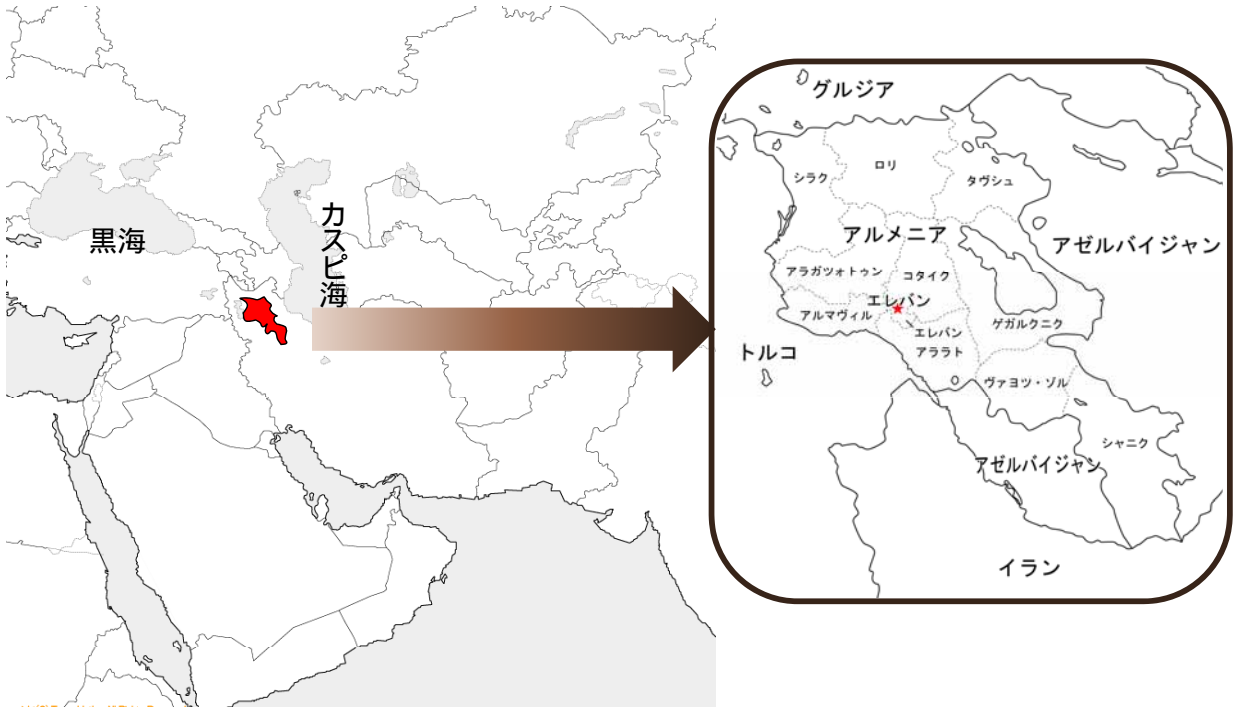 黒海
カスピ海
グルジア
シラク
ロリ
タヴシュ
アルメニア
アゼルバイジャン
アラガツォトゥン
コタイク
エレバン
アルマヴィル
ゲガルクニク
エレバン
アララト
トルコ
ヴァヨツ・ゾル
シャニク
アゼルバイジャン
イラン